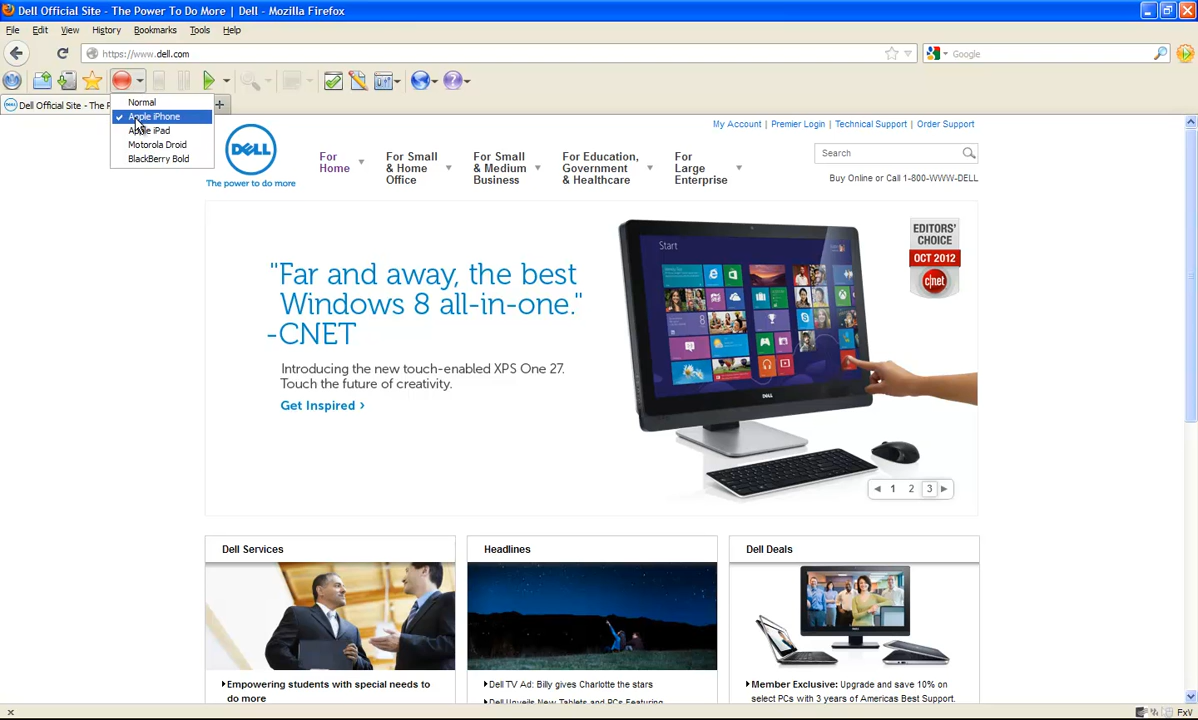 Dell Official Site - The Power To Do More | Dell - Mozilla Firefox
File Edit View History Bookmarks Tools Help
https://www.dell.com
Google
Dell Official Site - The P
Normal
Apple iPhone
Apple iPad
Motorola Droid
BlackBerry Bold
My Account | Premier Login | Technical Support | Order Support
DELL
The power to do more
For Home
For Small & Home Office
For Small & Medium Business
For Education, Government & Healthcare
For Large Enterprise
Search
Buy Online or Call 1-800-WWW-DELL
"Far and away, the best
Windows 8 all-in-one."
-CNET
Introducing the new touch-enabled XPS One 27.
Touch the future of creativity.
Get Inspired ›
Start
DELL
EDITORS'
CHOICE
OCT 2012
c|net
1 2 3
Dell Services
Empowering students with special needs to
do more
Headlines
Dell TV Ad: Billy gives Charlotte the stars
Dell Unveils New Tablets and PCs Featuring
Dell Deals
Member Exclusive: Upgrade and save 10% on
select PCs with 3 years of Americas Best Support.
FxV